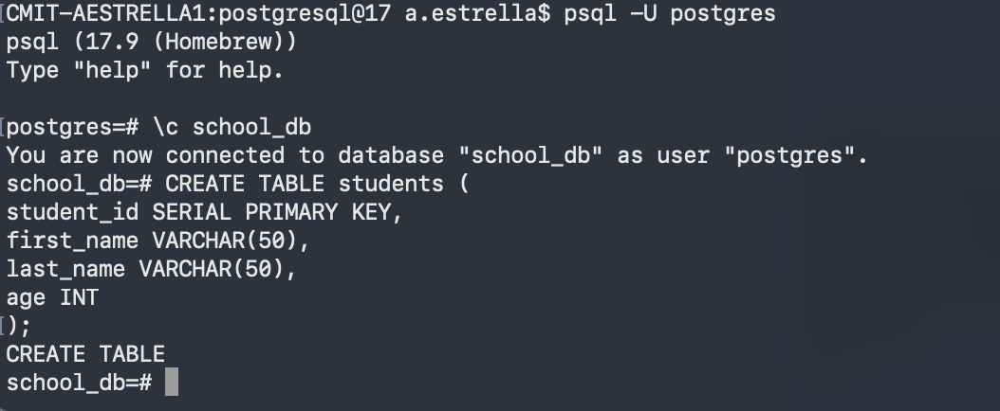 [CMIT-AESTRELLA1:postgresql@17 a.estrella$ psql -U postgres
psql (17.9 (Homebrew))
Type "help" for help.
[postgres=# \c school_db
You are now connected to database "school_db" as user "postgres".
school_db=# CREATE TABLE students (
student_id SERIAL PRIMARY KEY,
first_name VARCHAR(50),
last_name VARCHAR(50),
age INT
[);
CREATE TABLE
school_db=#